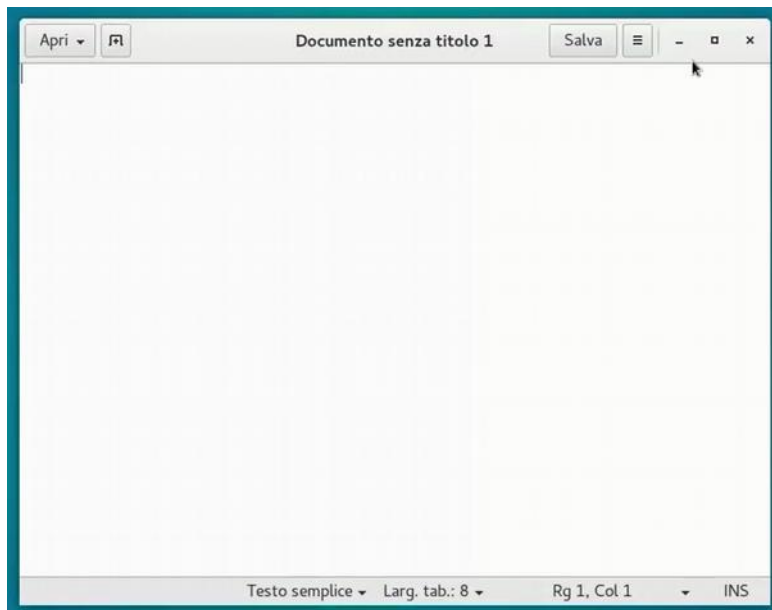 Apri Documento senza titolo 1 Salva
Testo semplice Larg. tab.: 8 Rg 1, Col 1 INS